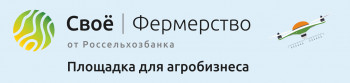 Своё | Фермерство
от Россельхозбанка
Площадка для агробизнеса